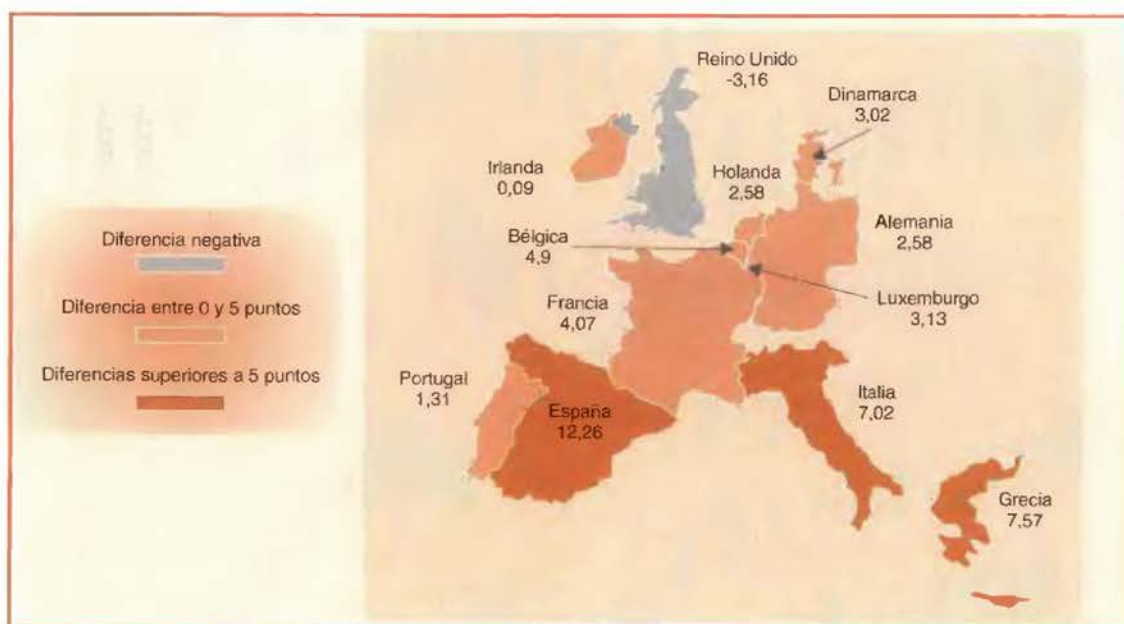 Reino Unido
-3,16
Dinamarca
3,02
Irlanda
0,09
Holanda
2,58
Diferencia negativa
Bélgica
4,9
Alemania
2,58
Diferencia entre 0 y 5 puntos
Francia
4,07
Luxemburgo
3,13
Diferencias superiores a 5 puntos
Portugal
1,31
España
12,26
Italia
7,02
Grecia
7,57